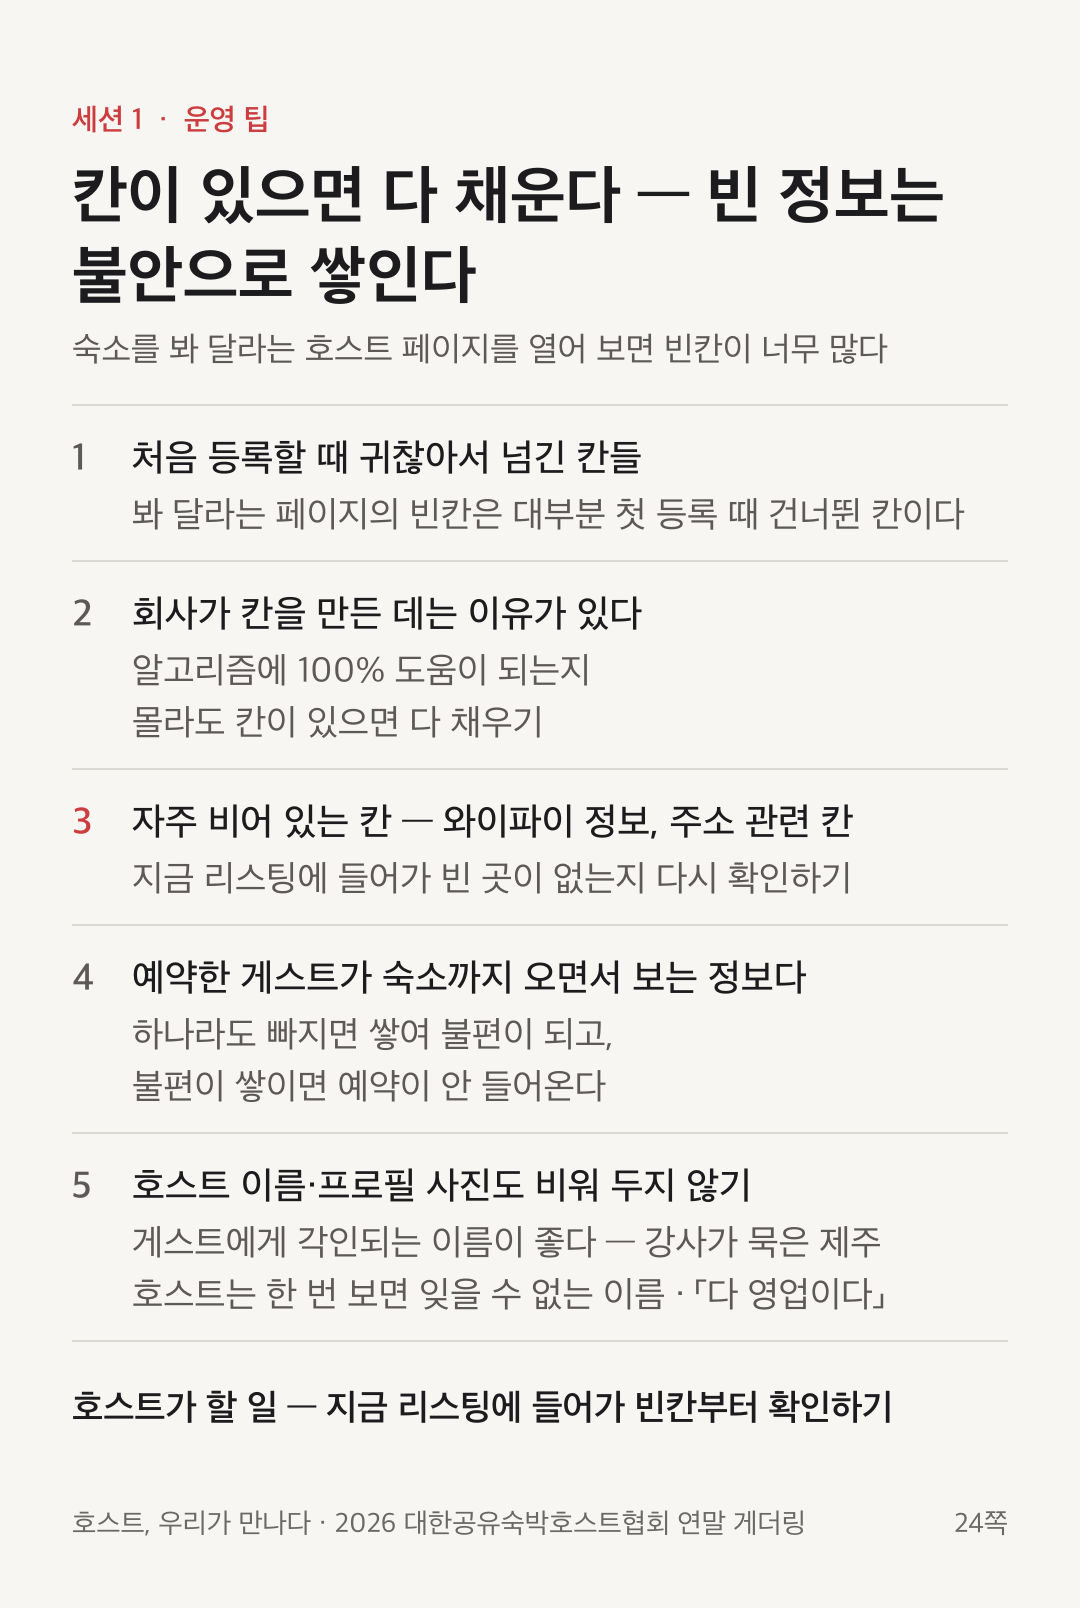 세션 1 · 운영 팁
칸이 있으면 다 채운다 — 빈 정보는
불안으로 쌓인다
숙소를 봐 달라는 호스트 페이지를 열어 보면 빈칸이 너무 많다
1 처음 등록할 때 귀찮아서 넘긴 칸들
봐 달라는 페이지의 빈칸은 대부분 첫 등록 때 건너뛴 칸이다
2 회사가 칸을 만든 데는 이유가 있다
알고리즘에 100% 도움이 되는지
몰라도 칸이 있으면 다 채우기
3 자주 비어 있는 칸 — 와이파이 정보, 주소 관련 칸
지금 리스팅에 들어가 빈 곳이 없는지 다시 확인하기
4 예약한 게스트가 숙소까지 오면서 보는 정보다
하나라도 빠지면 쌓여 불편이 되고,
불편이 쌓이면 예약이 안 들어온다
5 호스트 이름·프로필 사진도 비워 두지 않기
게스트에게 각인되는 이름이 좋다 — 강사가 묵은 제주
호스트는 한 번 보면 잊을 수 없는 이름 · 「다 영업이다」
호스트가 할 일 — 지금 리스팅에 들어가 빈칸부터 확인하기
호스트, 우리가 만나다 · 2026 대한공유숙박호스트협회 연말 게더링 24쪽